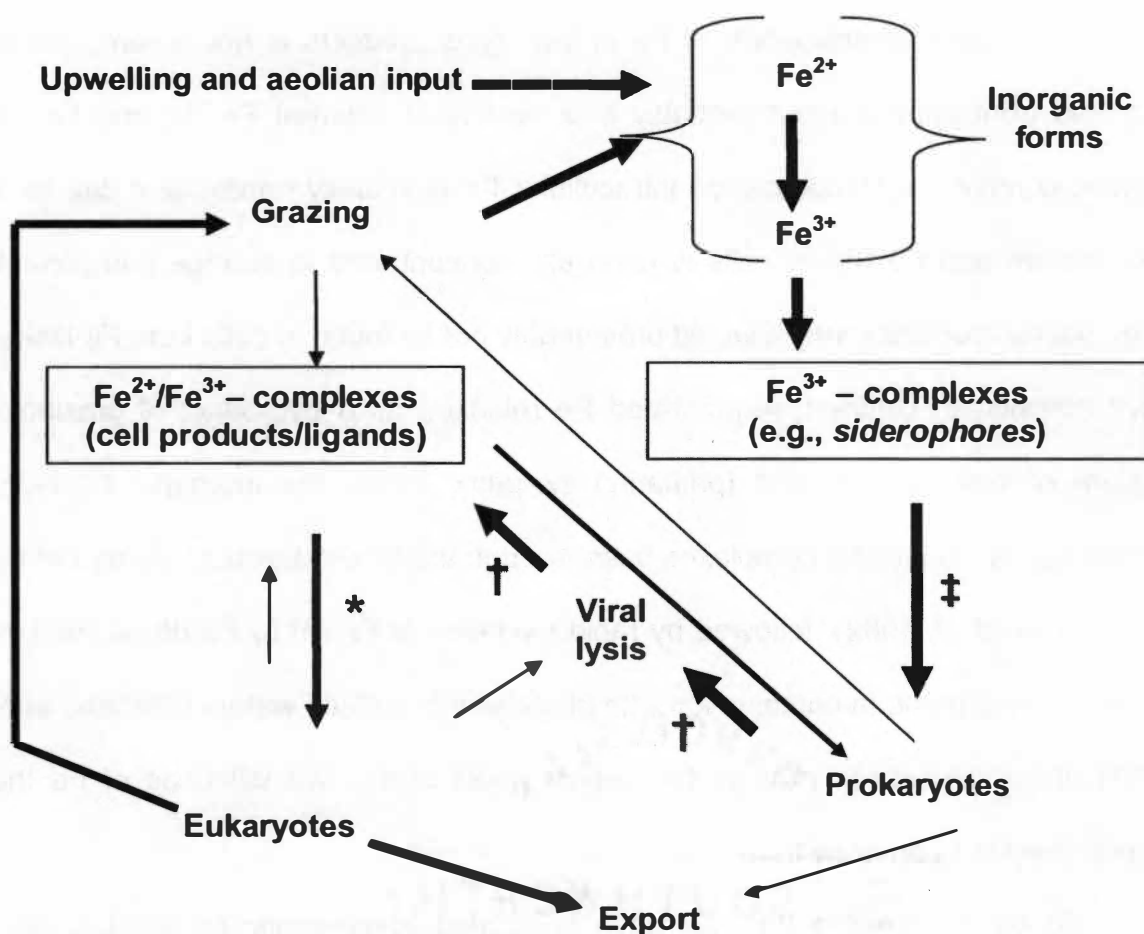 Upwelling and aeolian input
Fe²⁺
Inorganic
forms
Grazing
Fe³⁺
Fe²⁺/Fe³⁺ – complexes
(cell products/ligands)
Fe³⁺ – complexes
(e.g., siderophores)
*
†
‡
Viral
lysis
†
Prokaryotes
Eukaryotes
Export